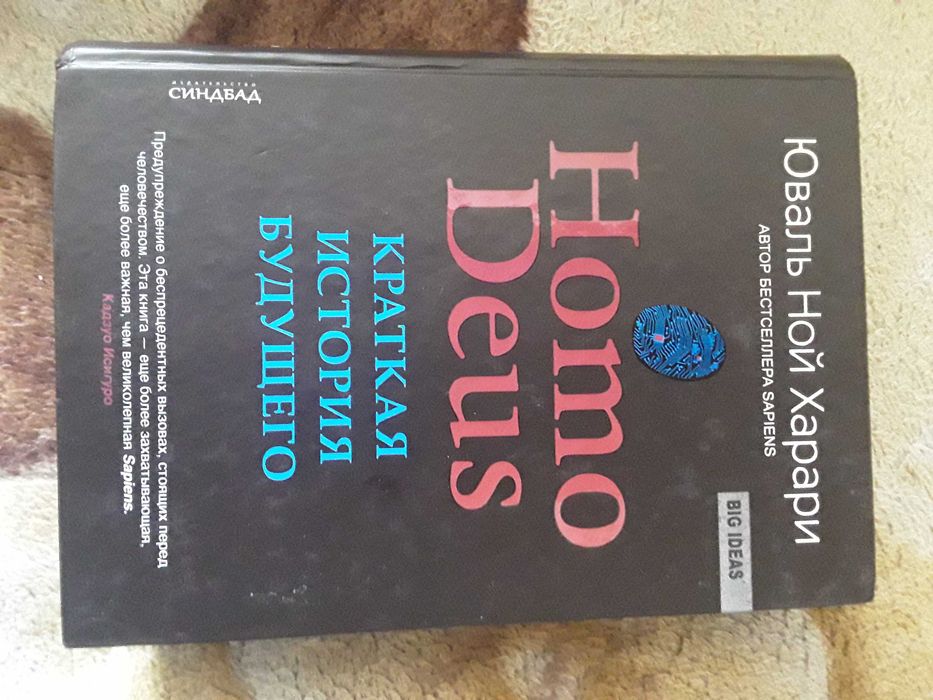 Юваль Ной Харари
АВТОР БЕСТСЕЛЛЕРА SAPIENS
BIG IDEAS
Homo
Deus
КРАТКАЯ
ИСТОРИЯ
БУДУЩЕГО
Предупреждение о беспрецедентных вызовах, стоящих перед
человечеством. Эта книга – еще более захватывающая,
еще более важная, чем великолепная Sapiens.
Кадзуо Исигуро
ИЗДАТЕЛЬСТВО
СИНДБАД